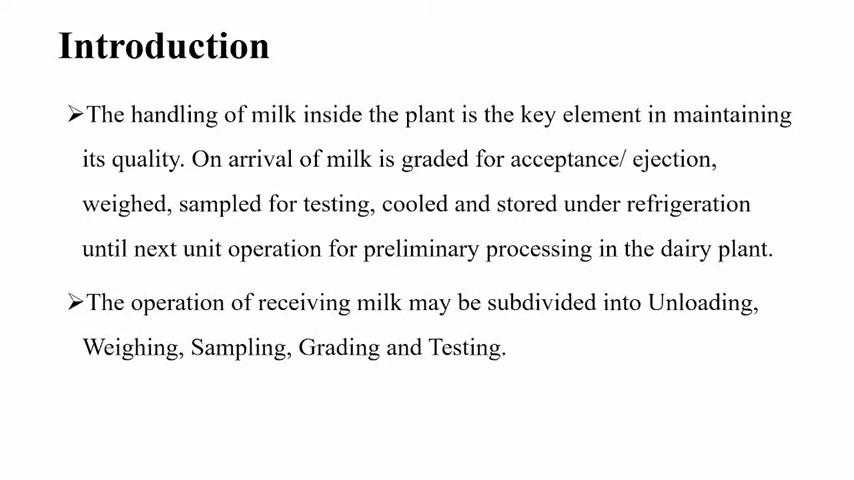 Introduction
➢The handling of milk inside the plant is the key element in maintaining
its quality. On arrival of milk is graded for acceptance/ ejection,
weighed, sampled for testing, cooled and stored under refrigeration
until next unit operation for preliminary processing in the dairy plant.
➢The operation of receiving milk may be subdivided into Unloading,
Weighing, Sampling, Grading and Testing.